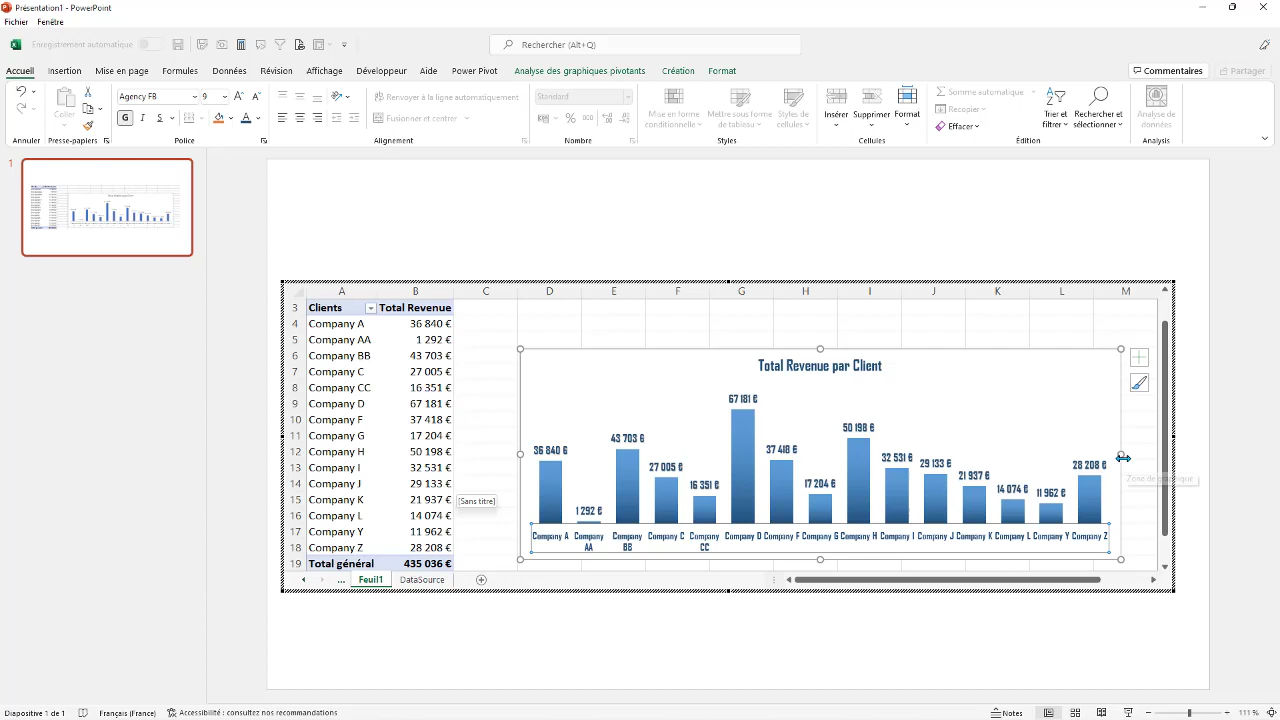 Présentation1 - PowerPoint
Fichier Fenêtre
Enregistrement automatique
Rechercher (Alt+Q)
Accueil Insertion Mise en page Formules Données Révision Affichage Développeur Aide Power Pivot Analyse des graphiques pivotants Création Format Commentaires Partager
Coller
Agency FB 9
G I S
Renvoyer à la ligne automatiquement
Fusionner et centrer
Standard
Mise en forme conditionnelle
Mettre sous forme de tableau
Styles de cellules
Insérer Supprimer Format
Somme automatique
Recopier
Effacer
Trier et filtrer
Rechercher et sélectionner
Analyse de données
Annuler Presse-papiers Police Alignement Nombre Styles Cellules Édition Analysis
1
A B C D E F G H I J K L M
3 Clients Total Revenue
4 Company A 36 840 €
5 Company AA 1 292 €
6 Company BB 43 703 €
7 Company C 27 005 €
8 Company CC 16 351 €
9 Company D 67 181 €
10 Company F 37 418 €
11 Company G 17 204 €
12 Company H 50 198 €
13 Company I 32 531 €
14 Company J 29 133 €
15 Company K 21 937 €
16 Company L 14 074 €
17 Company Y 11 962 €
18 Company Z 28 208 €
19 Total général 435 036 €
[Sans titre]
Total Revenue par Client
36 840 € 1 292 € 43 703 € 27 005 € 16 351 € 67 181 € 37 418 € 17 204 € 50 198 € 32 531 € 29 133 € 21 937 € 14 074 € 11 962 € 28 208 €
Company A Company AA Company BB Company C Company CC Company D Company F Company G Company H Company I Company J Company K Company L Company Y Company Z
Zone de graphique
... Feuil1 DataSource
Diapositive 1 de 1 Français (France) Accessibilité : consultez nos recommandations Notes 111 %